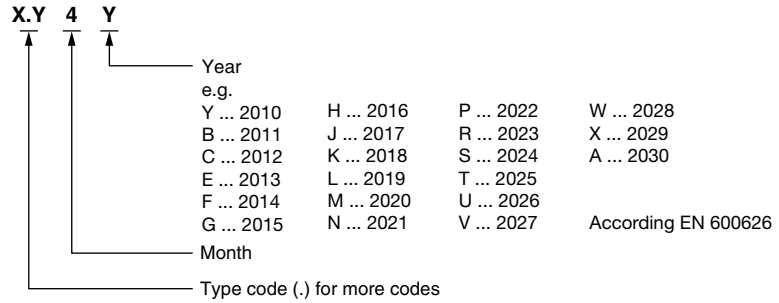 X.Y 4 Y
Year
e.g.
Y ... 2010 H ... 2016 P ... 2022 W ... 2028
B ... 2011 J ... 2017 R ... 2023 X ... 2029
C ... 2012 K ... 2018 S ... 2024 A ... 2030
E ... 2013 L ... 2019 T ... 2025
F ... 2014 M ... 2020 U ... 2026
G ... 2015 N ... 2021 V ... 2027 According EN 600626
Month
Type code (.) for more codes